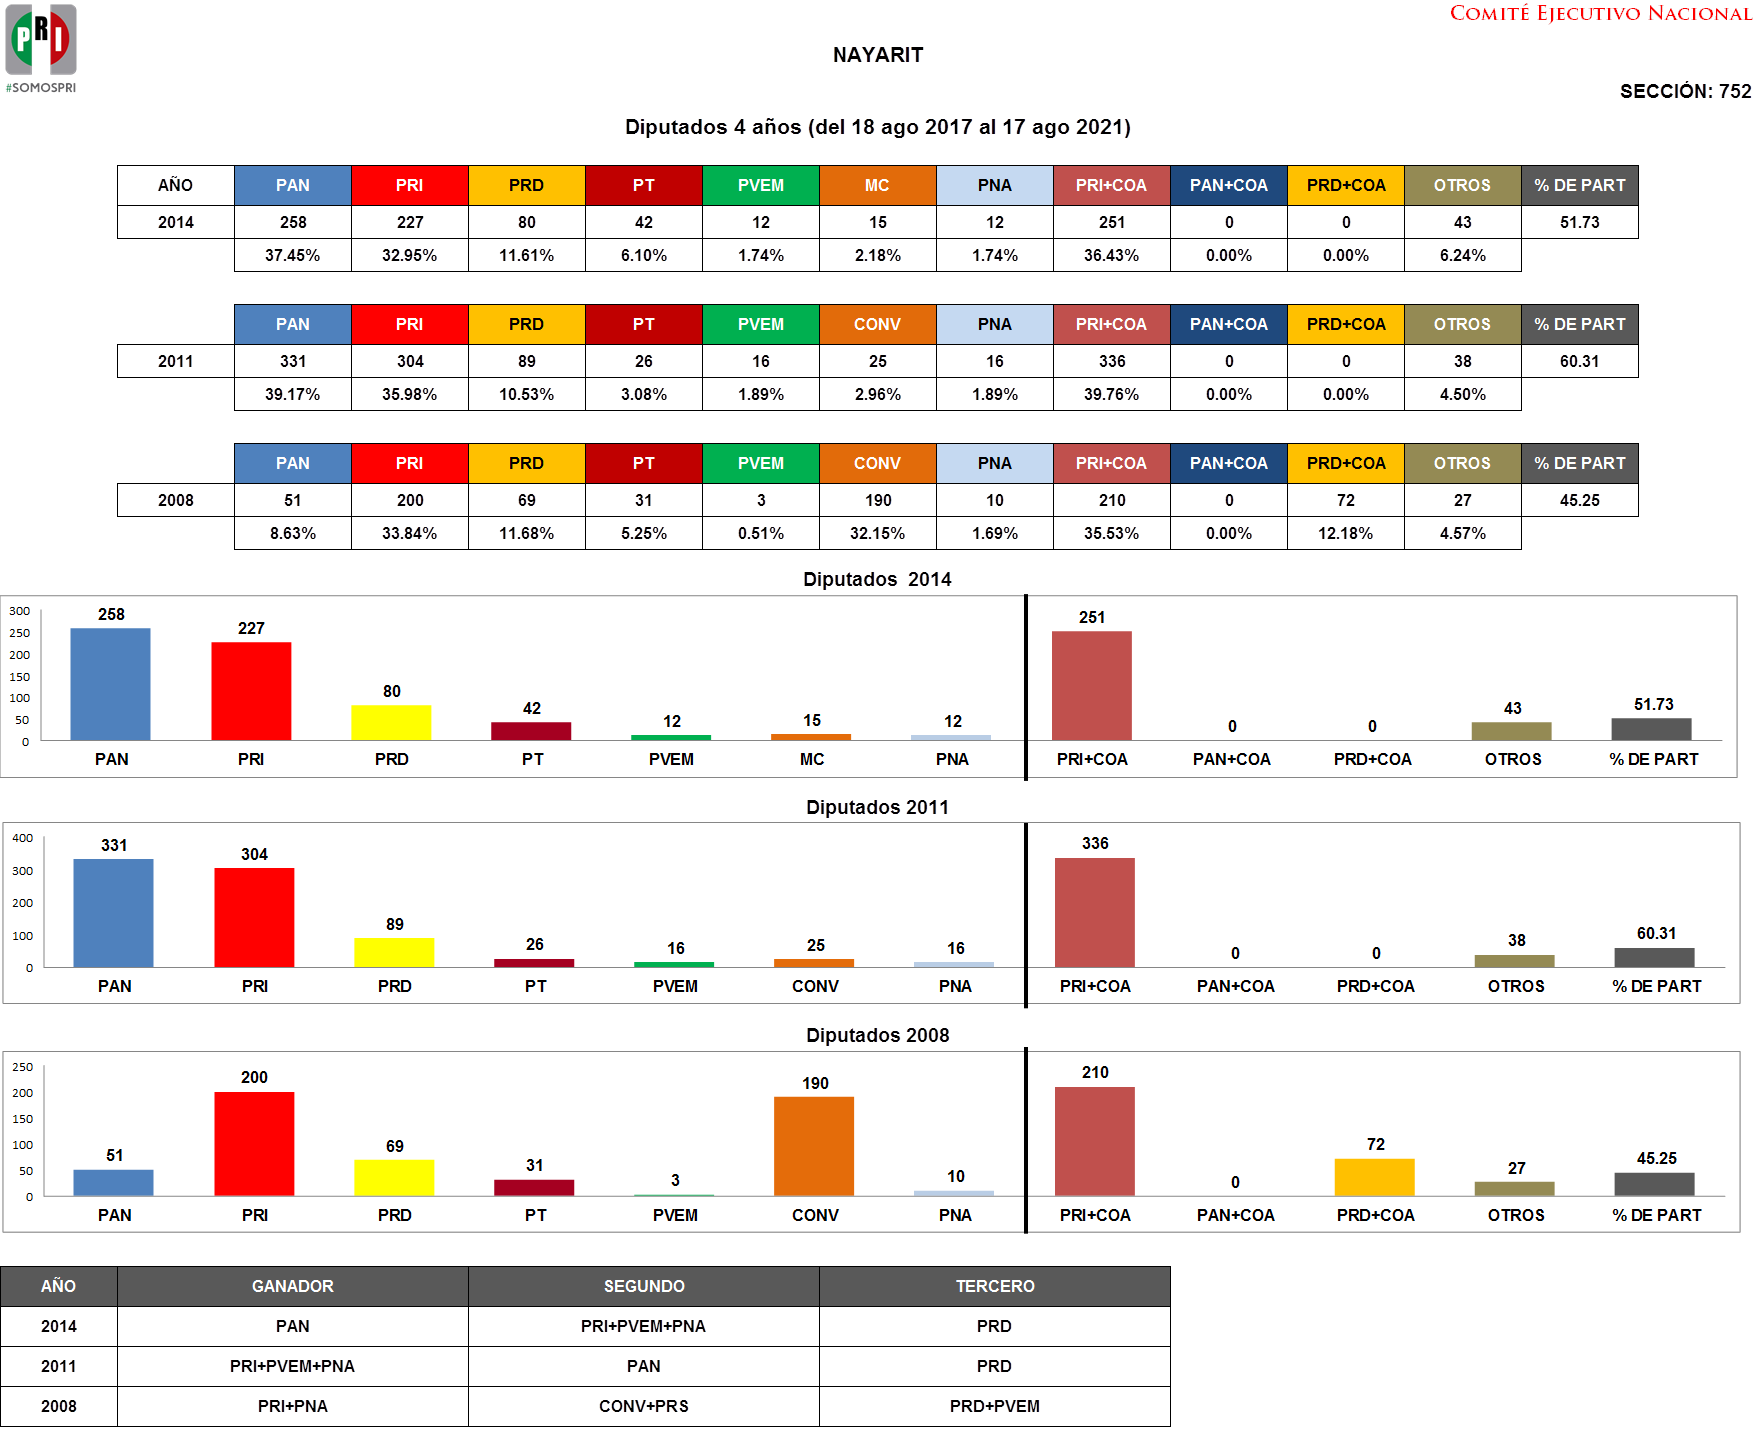 PRI
#SOMOSPRI
COMITÉ EJECUTIVO NACIONAL
NAYARIT
SECCIÓN: 752
Diputados 4 años (del 18 ago 2017 al 17 ago 2021)
AÑO PAN PRI PRD PT PVEM MC PNA PRI+COA PAN+COA PRD+COA OTROS % DE PART
2014 258 227 80 42 12 15 12 251 0 0 43 51.73
37.45% 32.95% 11.61% 6.10% 1.74% 2.18% 1.74% 36.43% 0.00% 0.00% 6.24%
PAN PRI PRD PT PVEM CONV PNA PRI+COA PAN+COA PRD+COA OTROS % DE PART
2011 331 304 89 26 16 25 16 336 0 0 38 60.31
39.17% 35.98% 10.53% 3.08% 1.89% 2.96% 1.89% 39.76% 0.00% 0.00% 4.50%
PAN PRI PRD PT PVEM CONV PNA PRI+COA PAN+COA PRD+COA OTROS % DE PART
2008 51 200 69 31 3 190 10 210 0 72 27 45.25
8.63% 33.84% 11.68% 5.25% 0.51% 32.15% 1.69% 35.53% 0.00% 12.18% 4.57%
Diputados 2014
300
250
200
150
100
50
0
258 227 80 42 12 15 12 251 0 0 43 51.73
PAN PRI PRD PT PVEM MC PNA PRI+COA PAN+COA PRD+COA OTROS % DE PART
Diputados 2011
400
300
200
100
0
331 304 89 26 16 25 16 336 0 0 38 60.31
PAN PRI PRD PT PVEM CONV PNA PRI+COA PAN+COA PRD+COA OTROS % DE PART
Diputados 2008
250
200
150
100
50
0
51 200 69 31 3 190 10 210 0 72 27 45.25
PAN PRI PRD PT PVEM CONV PNA PRI+COA PAN+COA PRD+COA OTROS % DE PART
AÑO GANADOR SEGUNDO TERCERO
2014 PAN PRI+PVEM+PNA PRD
2011 PRI+PVEM+PNA PAN PRD
2008 PRI+PNA CONV+PRS PRD+PVEM